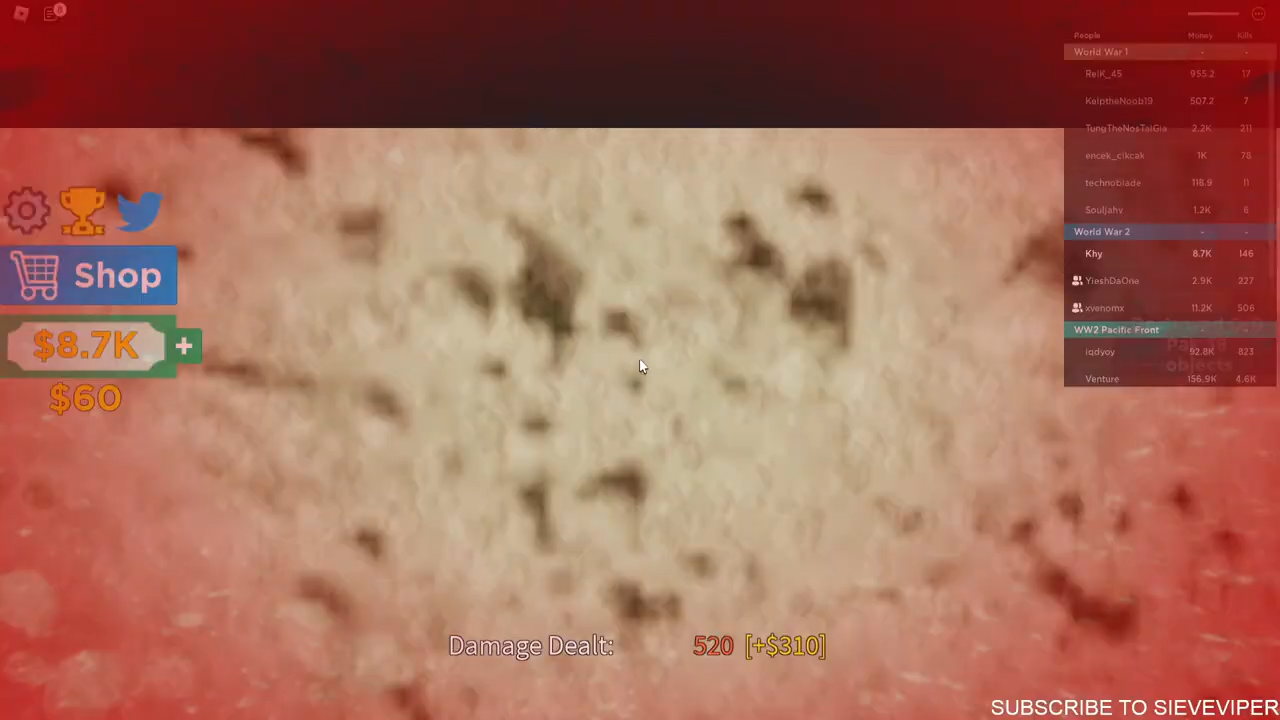 8
People Money Kills
World War 1 - -
RelK_45 955.2 17
KelptheNoob19 507.2 7
TungTheNosTalGia 2.2K 211
encek_cikcak 1K 78
technoblade 118.9 11
Souljahv 1.2K 6
World War 2 - -
Khy 8.7K 146
YieshDaOne 2.9K 227
xvenomx 11.2K 506
WW2 Pacific Front - -
iqdyoy 92.8K 823
Venture 156.9K 4.6K
objects
Shop
$8.7K +
$60
Damage Dealt: 520 [+$310]
SUBSCRIBE TO SIEVEVIPER